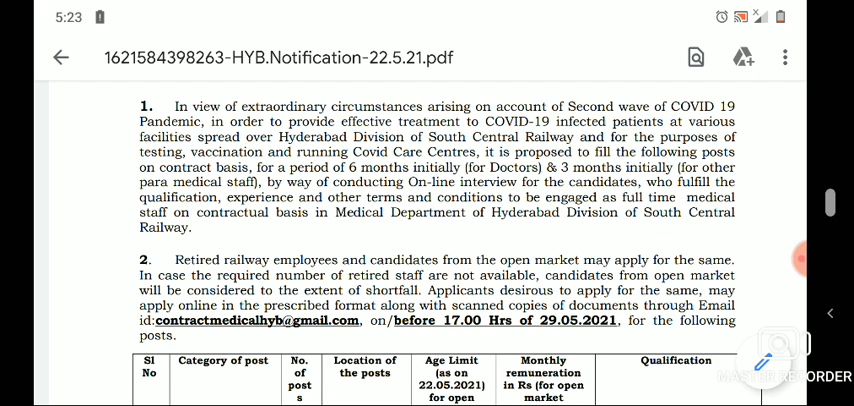 5:23
1621584398263-HYB.Notification-22.5.21.pdf
1. In view of extraordinary circumstances arising on account of Second wave of COVID 19
Pandemic, in order to provide effective treatment to COVID-19 infected patients at various
facilities spread over Hyderabad Division of South Central Railway and for the purposes of
testing, vaccination and running Covid Care Centres, it is proposed to fill the following posts
on contract basis, for a period of 6 months initially (for Doctors) & 3 months initially (for other
para medical staff), by way of conducting On-line interview for the candidates, who fulfill the
qualification, experience and other terms and conditions to be engaged as full time medical
staff on contractual basis in Medical Department of Hyderabad Division of South Central
Railway.
2. Retired railway employees and candidates from the open market may apply for the same.
In case the required number of retired staff are not available, candidates from open market
will be considered to the extent of shortfall. Applicants desirous to apply for the same, may
apply online in the prescribed format along with scanned copies of documents through Email
id:contractmedicalhyb@gmail.com, on/before 17.00 Hrs of 29.05.2021, for the following
posts.
Sl No
Category of post
No. of post s
Location of the posts
Age Limit (as on 22.05.2021) for open
Monthly remuneration in Rs (for open market
Qualification